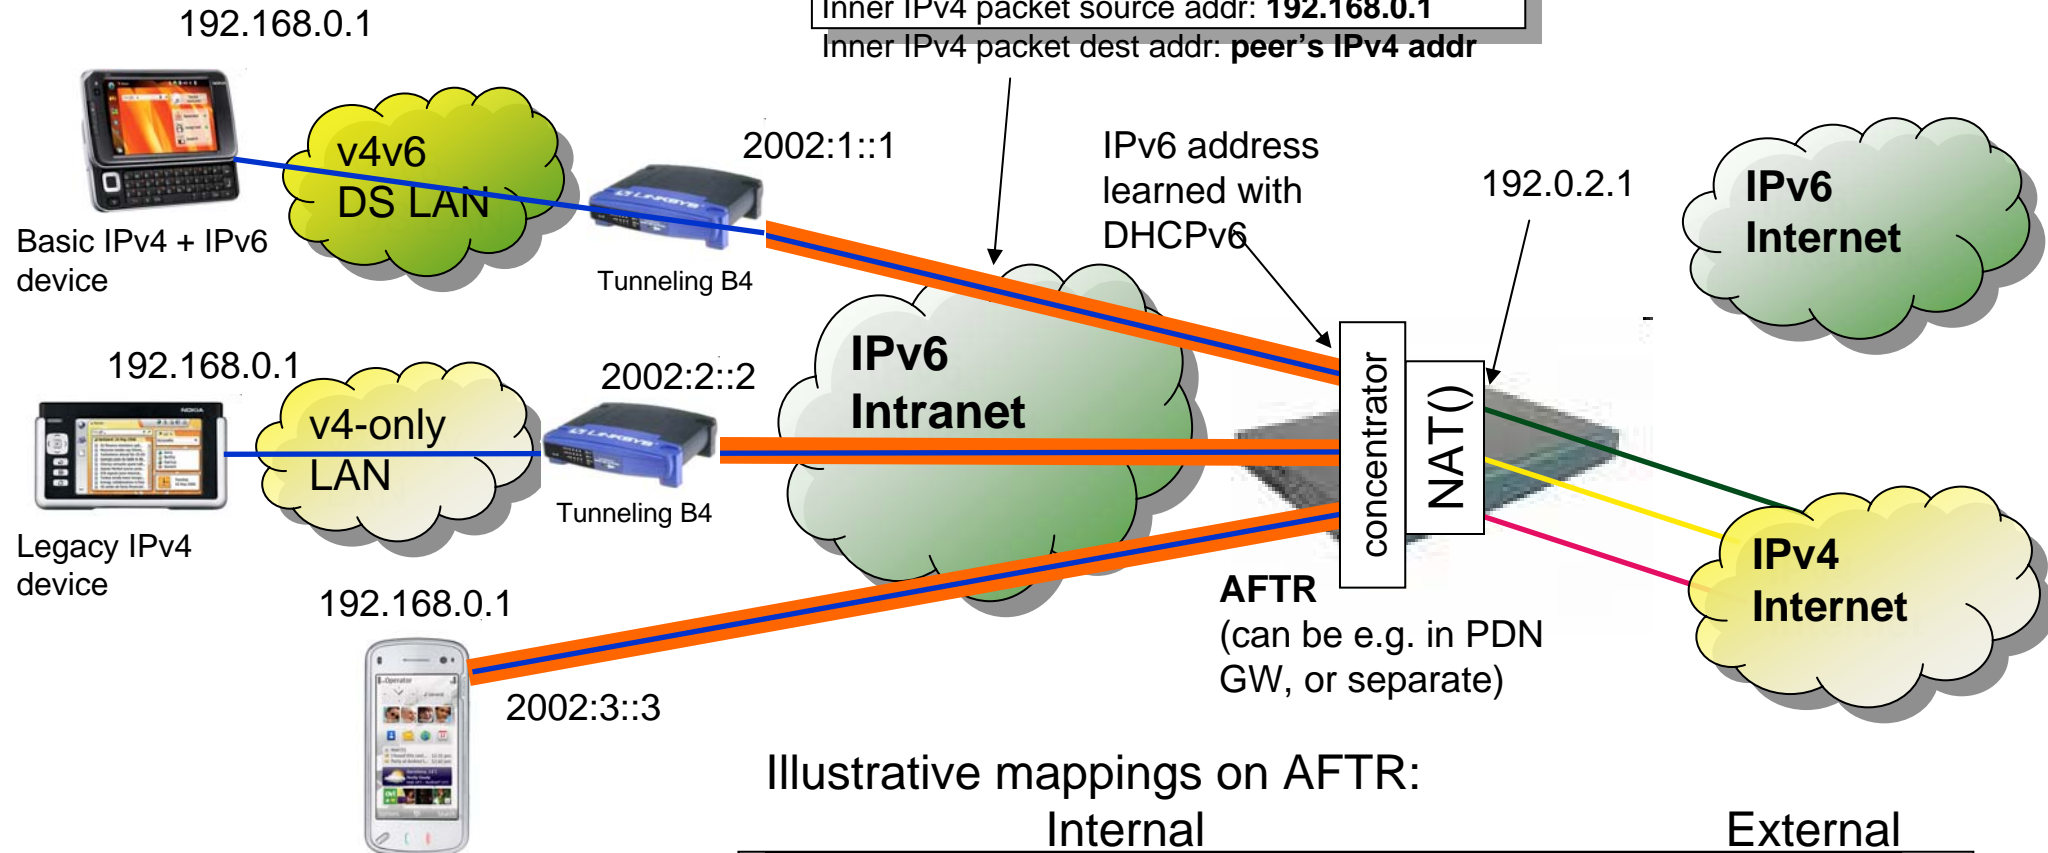 192.168.0.1
Inner IPv4 packet source addr: 192.168.0.1
Inner IPv4 packet dest addr: peer's IPv4 addr
v4v6
DS LAN
2002:1::1
IPv6 address
learned with
DHCPv6
192.0.2.1
IPv6
Internet
Basic IPv4 + IPv6
device
LINKSYS
Tunneling B4
192.168.0.1
v4-only
LAN
2002:2::2
IPv6
Intranet
concentrator
NAT()
NOKIA
LINKSYS
Tunneling B4
Legacy IPv4
device
IPv4
Internet
AFTR
(can be e.g. in PDN
GW, or separate)
192.168.0.1
Operator
2002:3::3
Illustrative mappings on AFTR:
Internal
External